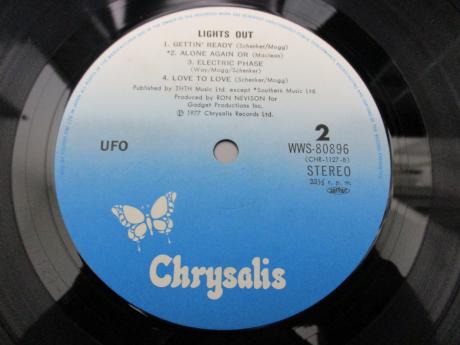 LIGHTS OUT
1. GETTIN' READY (Schenker/Mogg)
*2. ALONE AGAIN OR (Maclean)
3. ELECTRIC PHASE
(Way/Mogg/Schenker)
4. LOVE TO LOVE (Schenker/Mogg)
Published by THTH Music Ltd. except *Southern Music Ltd.
Produced by RON NEVISON for
Gadget Productions Inc.
Ⓟ 1977 Chrysalis Records Ltd.
UFO
2
WWS-80896
(CHR-1127-B)
STEREO
33⅓ r. p. m.
Chrysalis